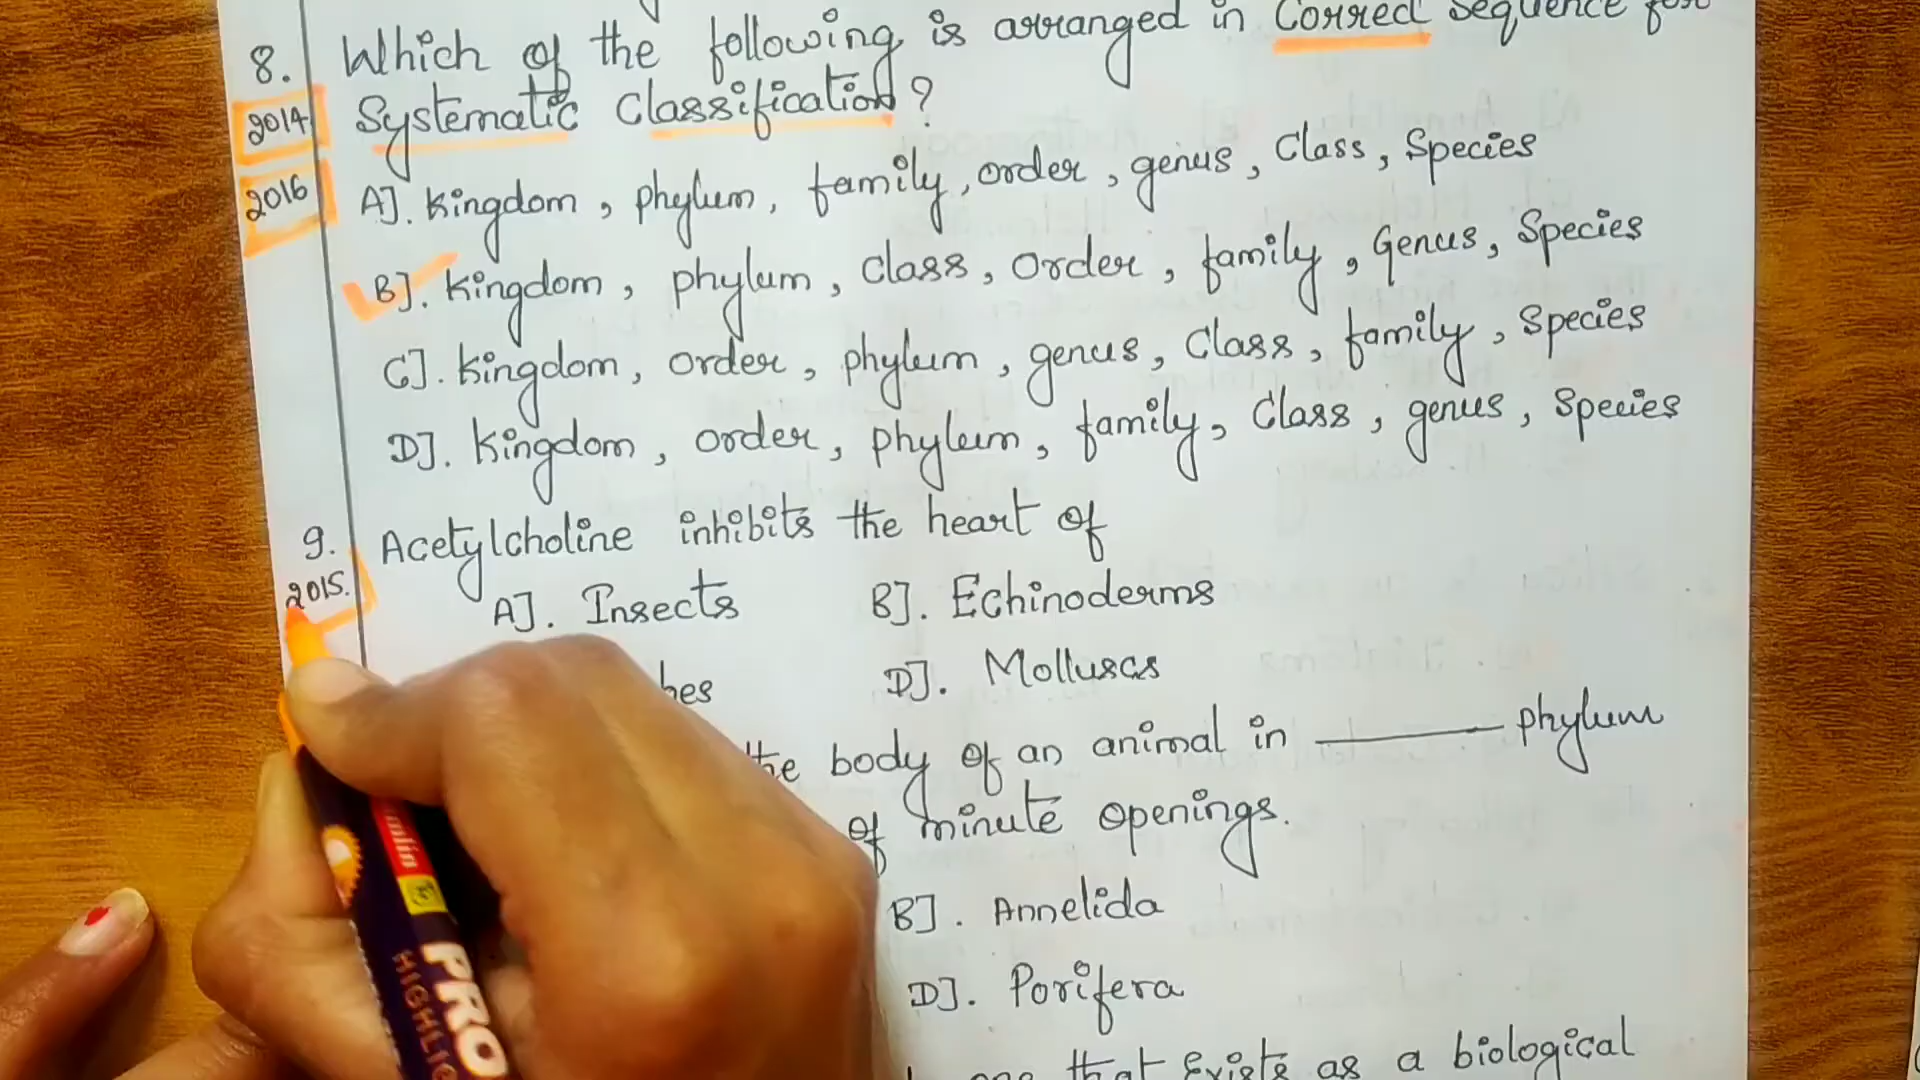 8. Which of the following is arranged in Correct sequence for
2014 Systematic Classification?
2016 A]. Kingdom, phylum, family, order, genus, Class, Species
B]. Kingdom, phylum, Class, Order, family, Genus, Species
C]. Kingdom, order, phylum, genus, Class, family, Species
D]. Kingdom, order, phylum, family, Class, genus, Species
9. Acetylcholine inhibits the heart of
2015. A]. Insects B]. Echinoderms
D]. Molluscs
the body of an animal in ______ phylum
of minute openings.
B]. Annelida
D]. Porifera
that Exists as a biological
PRO